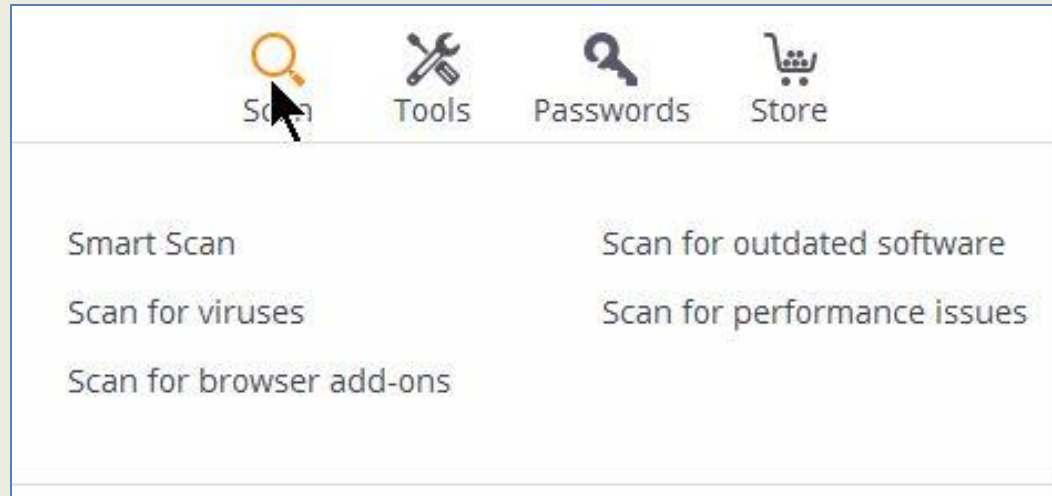 Scan Tools Passwords Store
Smart Scan
Scan for viruses
Scan for browser add-ons
Scan for outdated software
Scan for performance issues